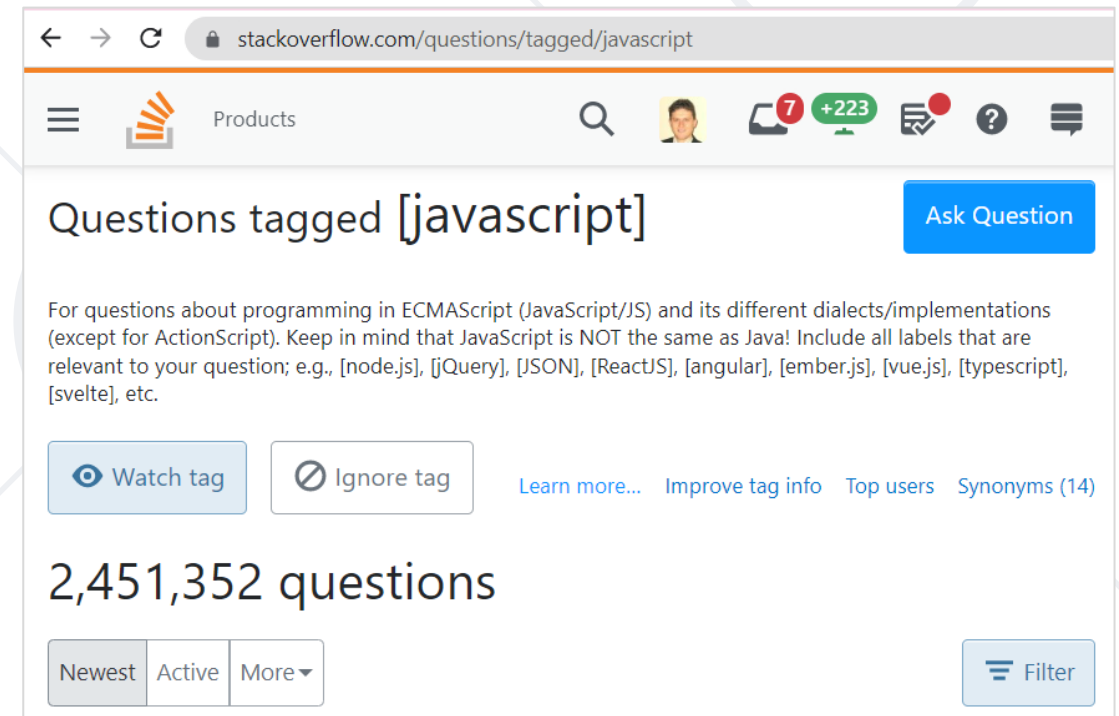 stackoverflow.com/questions/tagged/javascript
Products 7 +223
Questions tagged [javascript] Ask Question
For questions about programming in ECMAScript (JavaScript/JS) and its different dialects/implementations
(except for ActionScript). Keep in mind that JavaScript is NOT the same as Java! Include all labels that are
relevant to your question; e.g., [node.js], [jQuery], [JSON], [ReactJS], [angular], [ember.js], [vue.js], [typescript],
[svelte], etc.
Watch tag Ignore tag Learn more... Improve tag info Top users Synonyms (14)
2,451,352 questions
Newest Active More Filter